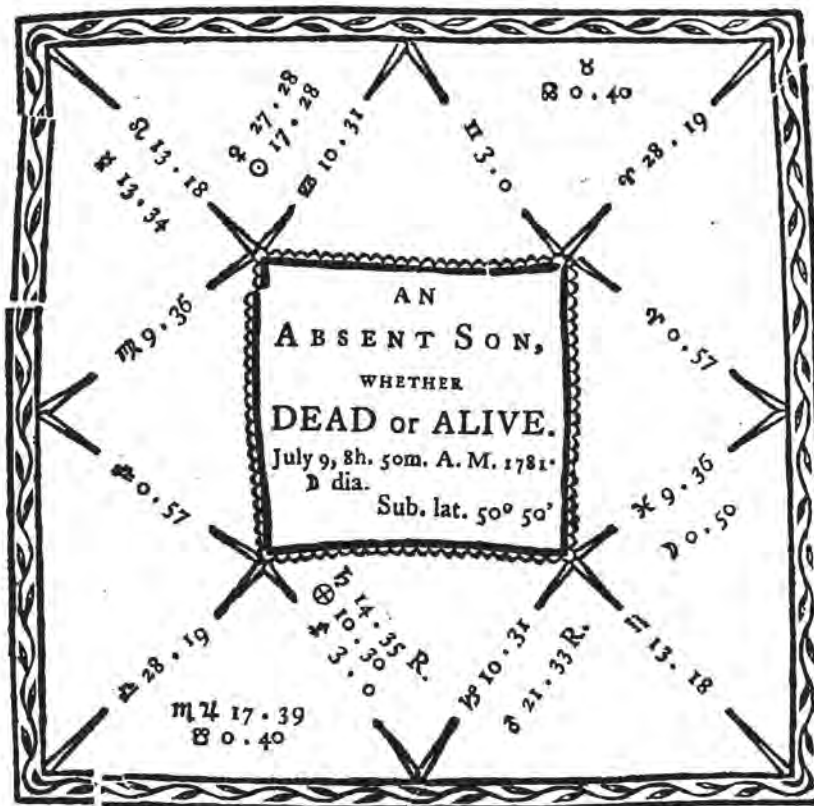 ♉
☊ 0 . 40
♀ 27 . 28
☉ 17 . 28
♋ 10 . 31
♌ 13 . 18
☿ 13 . 34
♊ 3 . 0
♈ 28 . 19
♍ 9 . 36
♈ 0 . 57
AN
ABSENT SON,
WHETHER
DEAD or ALIVE.
July 9, 8h. 50m. A. M. 1781.
☽ dia.
Sub. lat. 50° 50'
♎ 0 . 57
♓ 9 . 36
☽ 0 . 50
♎ 28 . 19
♄ 14 . 35 R.
⊕ 10 . 30
♐ 3 . 0
♑ 10 . 31
♂ 21 . 33 R.
♒ 13 . 18
♏ ♃ 17 . 39
☋ 0 . 40